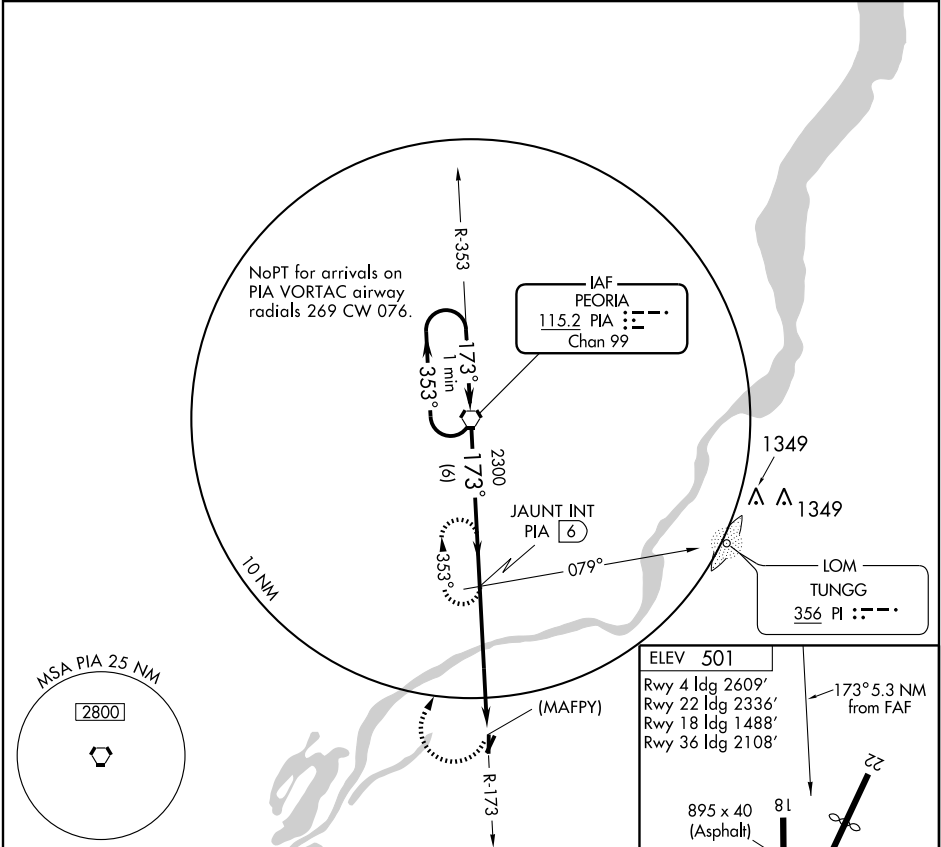 R-353
NoPT for arrivals on
PIA VORTAC airway
radials 269 CW 076.
IAF
PEORIA
115.2 PIA
Chan 99
173°
1 min
353°
2300
173°
(6)
1349
1349
JAUNT INT
PIA 6
353°
079°
LOM
TUNGG
356 PI
10 NM
MSA PIA 25 NM
2800
(MAFPY)
R-173
ELEV 501
Rwy 4 ldg 2609'
Rwy 22 ldg 2336'
Rwy 18 ldg 1488'
Rwy 36 ldg 2108'
173° 5.3 NM
from FAF
22
18
895 x 40
(Asphalt)